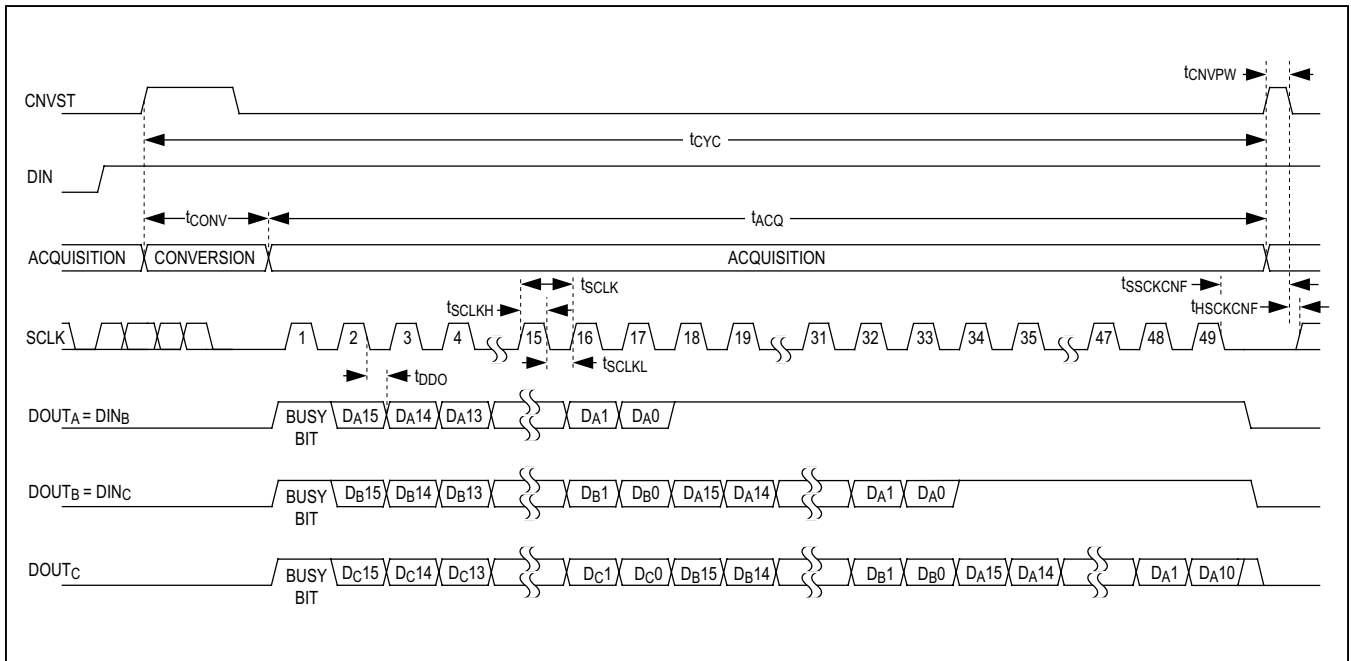 tCNVPW
CNVST
tCYC
DIN
tCONV tACQ
ACQUISITION CONVERSION ACQUISITION
tSCLK tSSCKCNF
tSCLKH tHSCKCNF
SCLK 1 2 3 4 15 16 17 18 19 31 32 33 34 35 47 48 49
tDDO tSCLKL
DOUTA = DINB BUSY BIT DA15 DA14 DA13 DA1 DA0
DOUTB = DINC BUSY BIT DB15 DB14 DB13 DB1 DB0 DA15 DA14 DA1 DA0
DOUTC BUSY BIT DC15 DC14 DC13 DC1 DC0 DB15 DB14 DB1 DB0 DA15 DA14 DA1 DA10